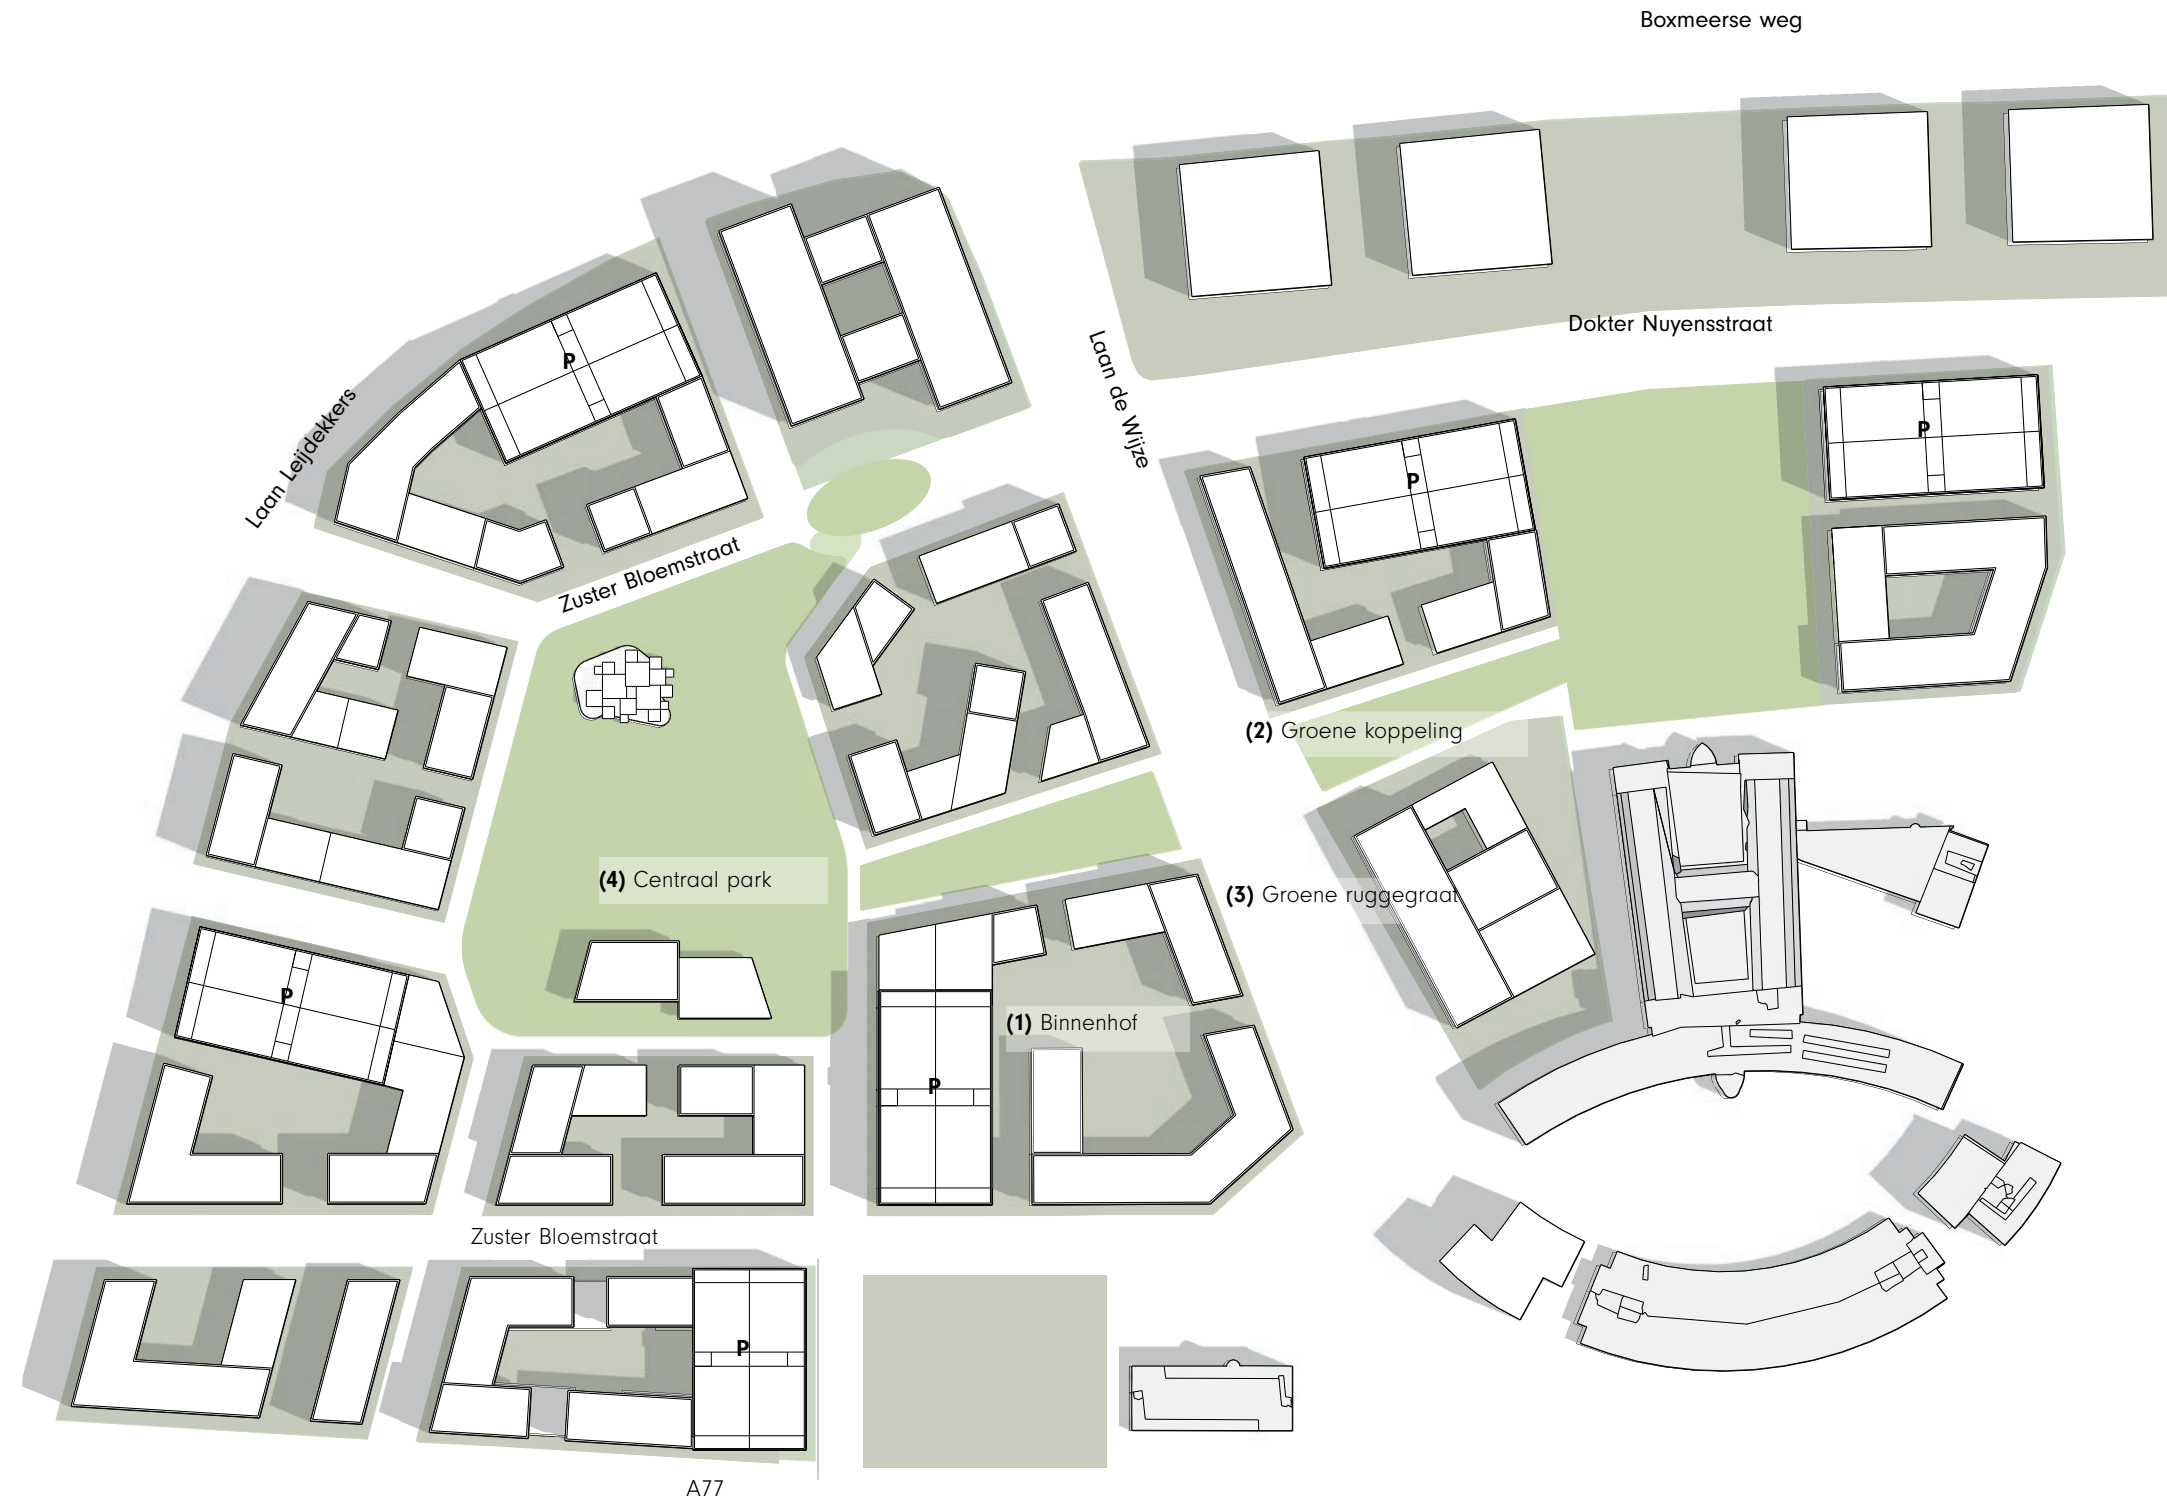 Boxmeerse weg
Dokter Nuyensstraat
Laan de Wijze
P
Laan Leijdekkers
P
P
Zuster Bloemstraat
(2) Groene koppeling
(4) Centraal park
(3) Groene ruggegraat
P
(1) Binnenhof
P
Zuster Bloemstraat
P
A77